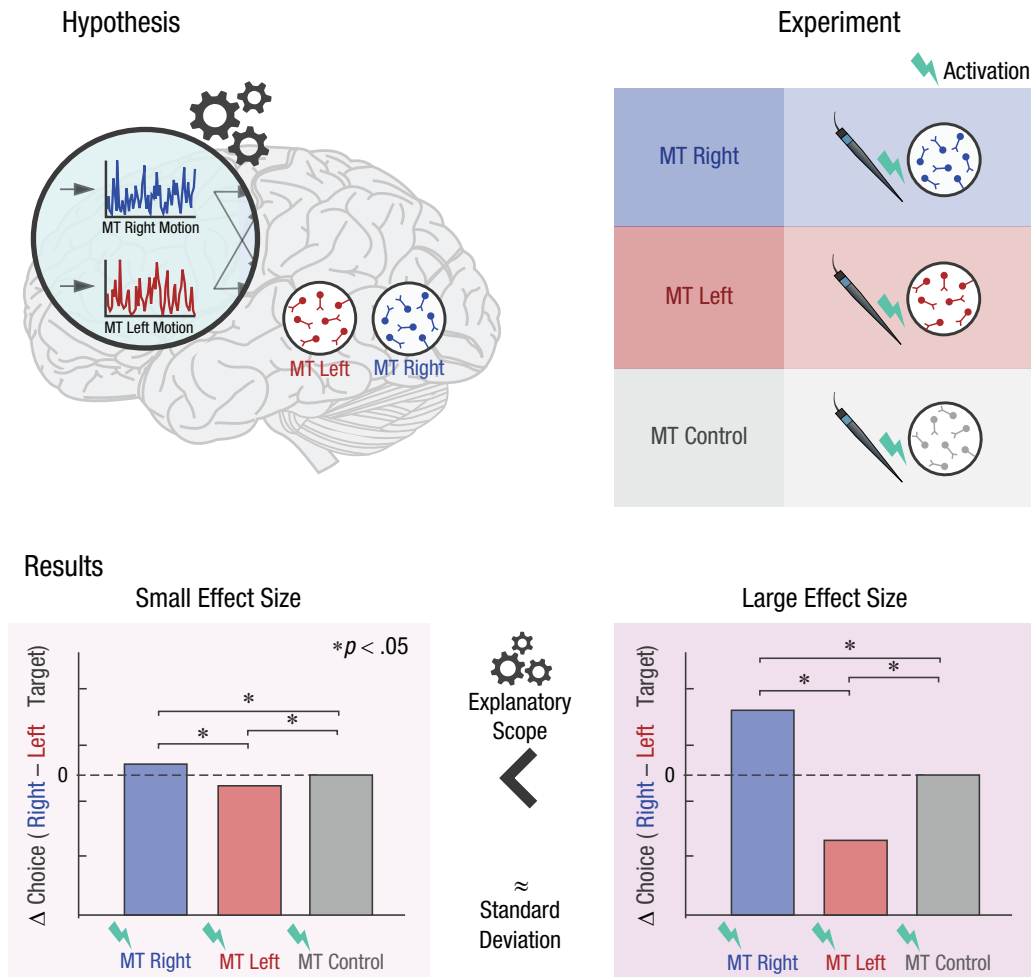 Hypothesis
MT Right Motion
MT Left Motion
MT Left
MT Right
Experiment
Activation
MT Right
MT Left
MT Control
Results
Small Effect Size
*p < .05
Δ Choice ( Right – Left Target)
*
*
*
0
MT Right
MT Left
MT Control
Explanatory
Scope
<
≈
Standard
Deviation
Large Effect Size
Δ Choice ( Right – Left Target)
*
*
*
0
MT Right
MT Left
MT Control